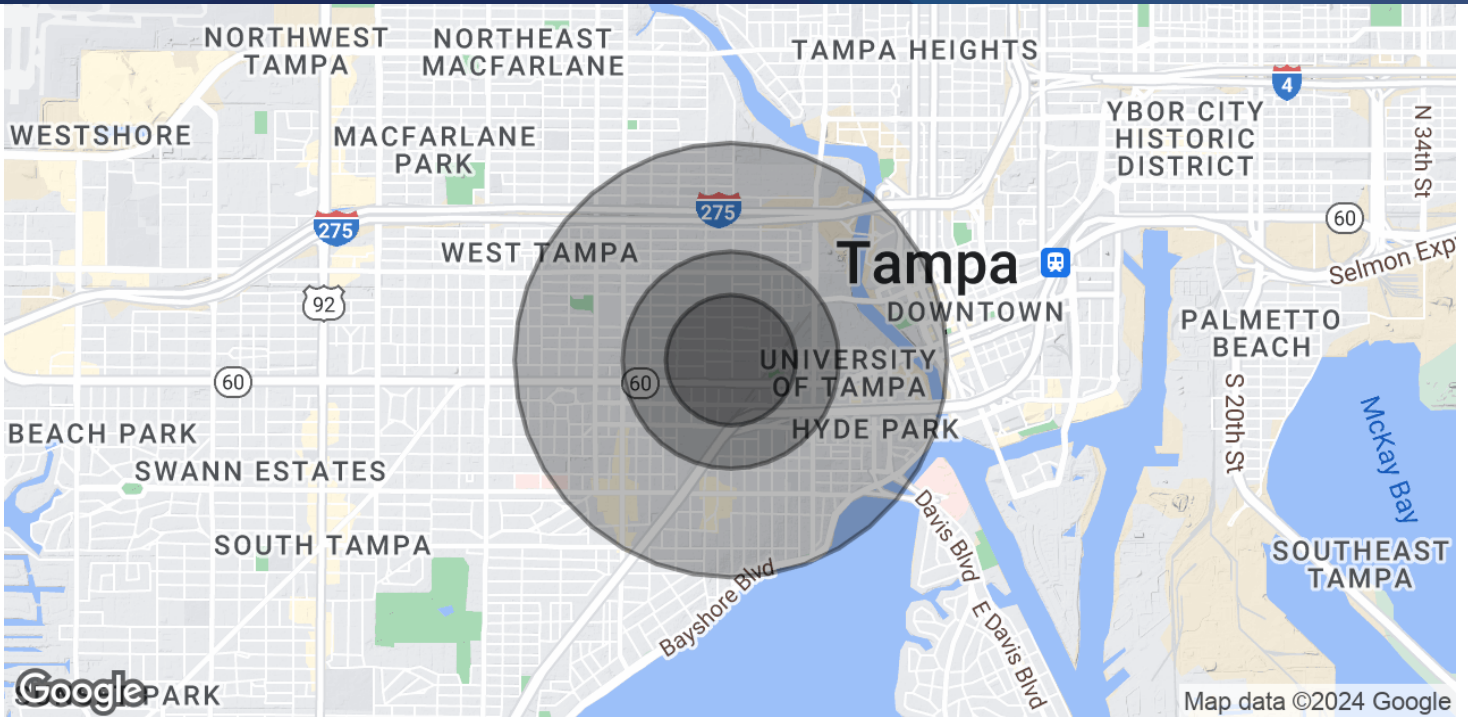 NORTHWEST
TAMPA
NORTHEAST
MACFARLANE
TAMPA HEIGHTS
4
YBOR CITY
HISTORIC
DISTRICT
N 34th St
WESTSHORE
MACFARLANE
PARK
275
275
60
WEST TAMPA
Tampa
Selmon Exp
92
DOWNTOWN
PALMETTO
BEACH
UNIVERSITY
OF TAMPA
60
60
S 20th St
McKay Bay
BEACH PARK
HYDE PARK
SWANN ESTATES
Davis Blvd
SOUTH TAMPA
SOUTHEAST
TAMPA
Bayshore Blvd
E Davis Blvd
Google
PARK
Map data ©2024 Google